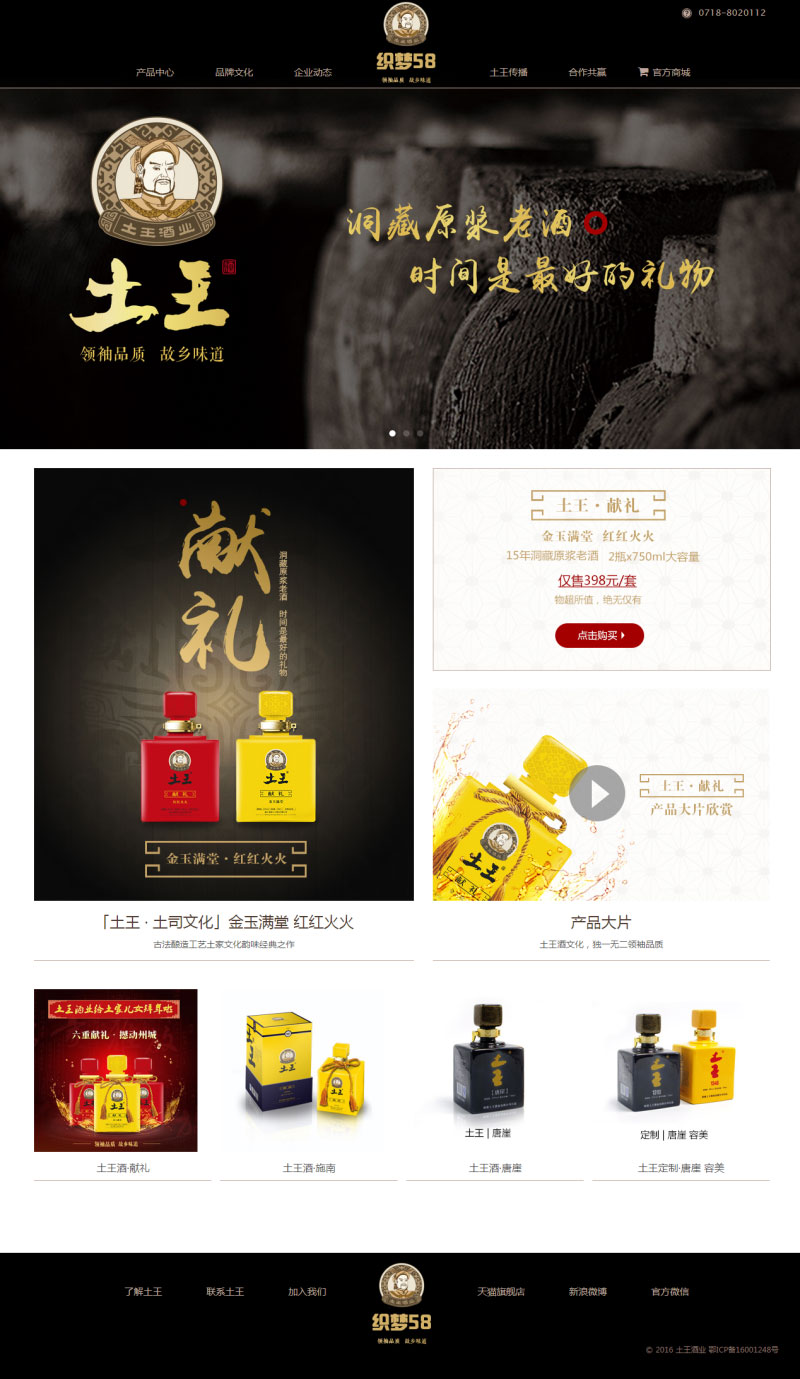 0718-8020112
织梦58
领袖品质 故乡味道
产品中心 品牌文化 企业动态 土王传播 合作共赢 官方商城
土王酒业
土王
酒
领袖品质 故乡味道
洞藏原浆老酒
时间是最好的礼物
献礼
洞藏原浆老酒 时间是最好的礼物
土王
献礼
土王
献礼
金玉满堂·红红火火
土王·献礼
金玉满堂 红红火火
15年洞藏原浆老酒 2瓶x750ml大容量
仅售398元/套
物超所值，绝无仅有
点击购买
土王
献礼
土王·献礼
产品大片欣赏
「土王 · 土司文化」金玉满堂 红红火火
古法酿造工艺土家文化韵味经典之作
产品大片
土王酒文化，独一无二领袖品质
土王酒业给土家儿女拜年啦
六重献礼·撼动州城
领袖品质 故乡味道
土王
土王
土王 | 唐崖
土王
土王
定制 | 唐崖 容美
土王酒·献礼
土王酒·施南
土王酒·唐崖
土王定制·唐崖 容美
了解土王 联系土王 加入我们 天猫旗舰店 新浪微博 官方微信
织梦58
领袖品质 故乡味道
© 2016 土王酒业 鄂ICP备16001248号